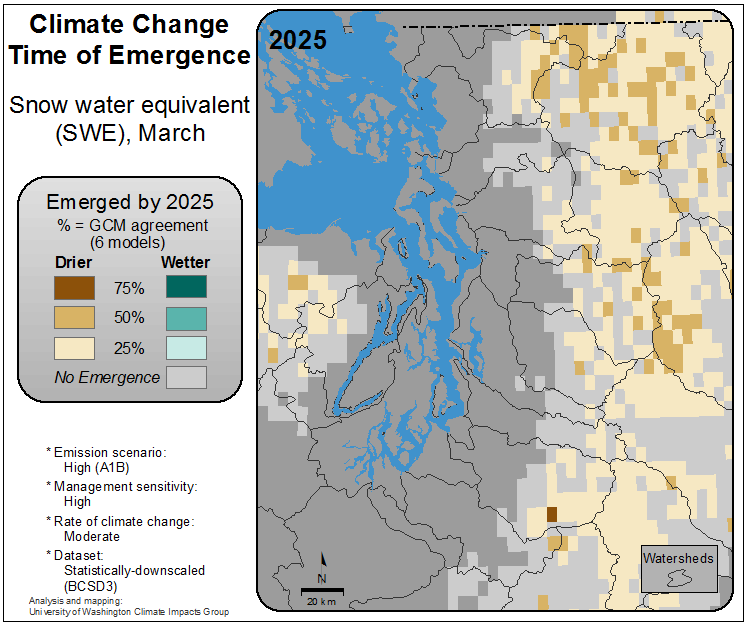 Climate Change
Time of Emergence
Snow water equivalent
(SWE), March
Emerged by 2025
% = GCM agreement
(6 models)
Drier Wetter
75%
50%
25%
No Emergence
* Emission scenario:
High (A1B)
* Management sensitivity:
High
* Rate of climate change:
Moderate
* Dataset:
Statistically-downscaled
(BCSD3)
Analysis and mapping:
University of Washington Climate Impacts Group
2025
N
20 km
Watersheds